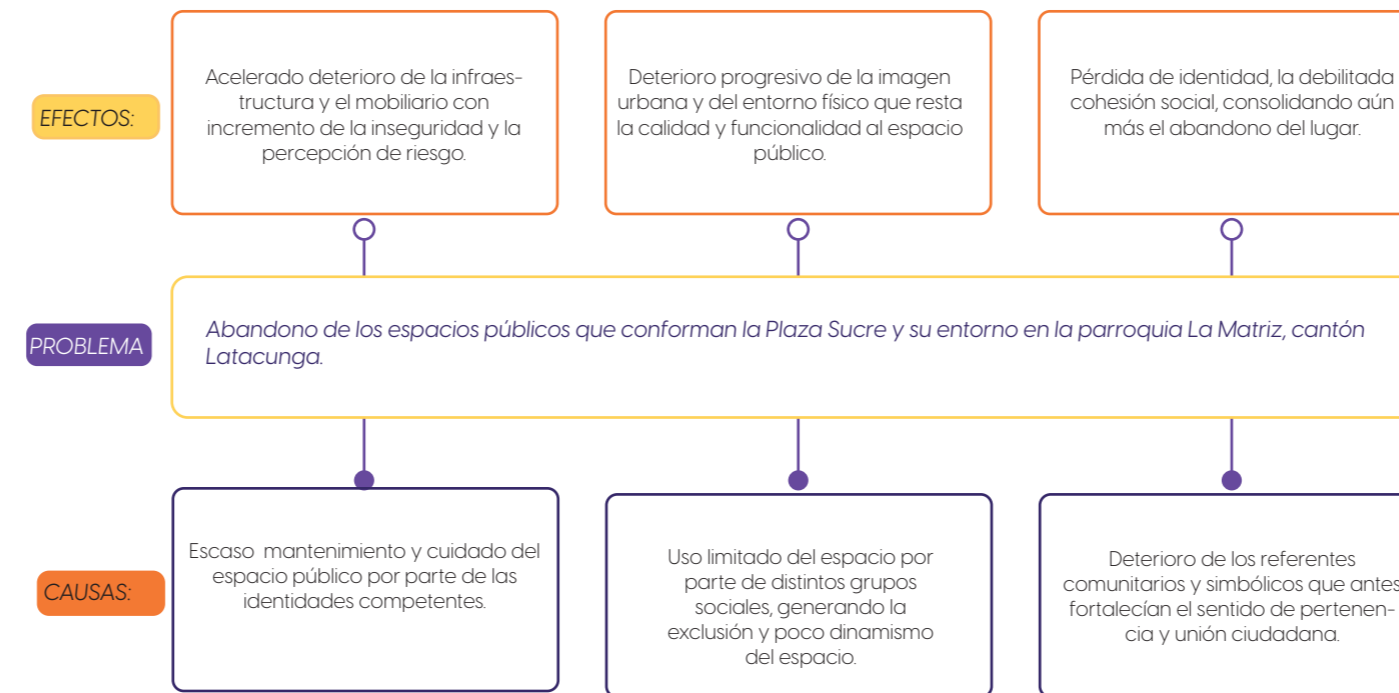 EFECTOS:
Acelerado deterioro de la infraes-
tructura y el mobiliario con
incremento de la inseguridad y la
percepción de riesgo.
Deterioro progresivo de la imagen
urbana y del entorno físico que resta
la calidad y funcionalidad al espacio
público.
Pérdida de identidad, la debilitada
cohesión social, consolidando aún
más el abandono del lugar.
PROBLEMA
Abandono de los espacios públicos que conforman la Plaza Sucre y su entorno en la parroquia La Matriz, cantón
Latacunga.
CAUSAS:
Escaso mantenimiento y cuidado del
espacio público por parte de las
identidades competentes.
Uso limitado del espacio por
parte de distintos grupos
sociales, generando la
exclusión y poco dinamismo
del espacio.
Deterioro de los referentes
comunitarios y simbólicos que antes
fortalecían el sentido de pertenen-
cia y unión ciudadana.